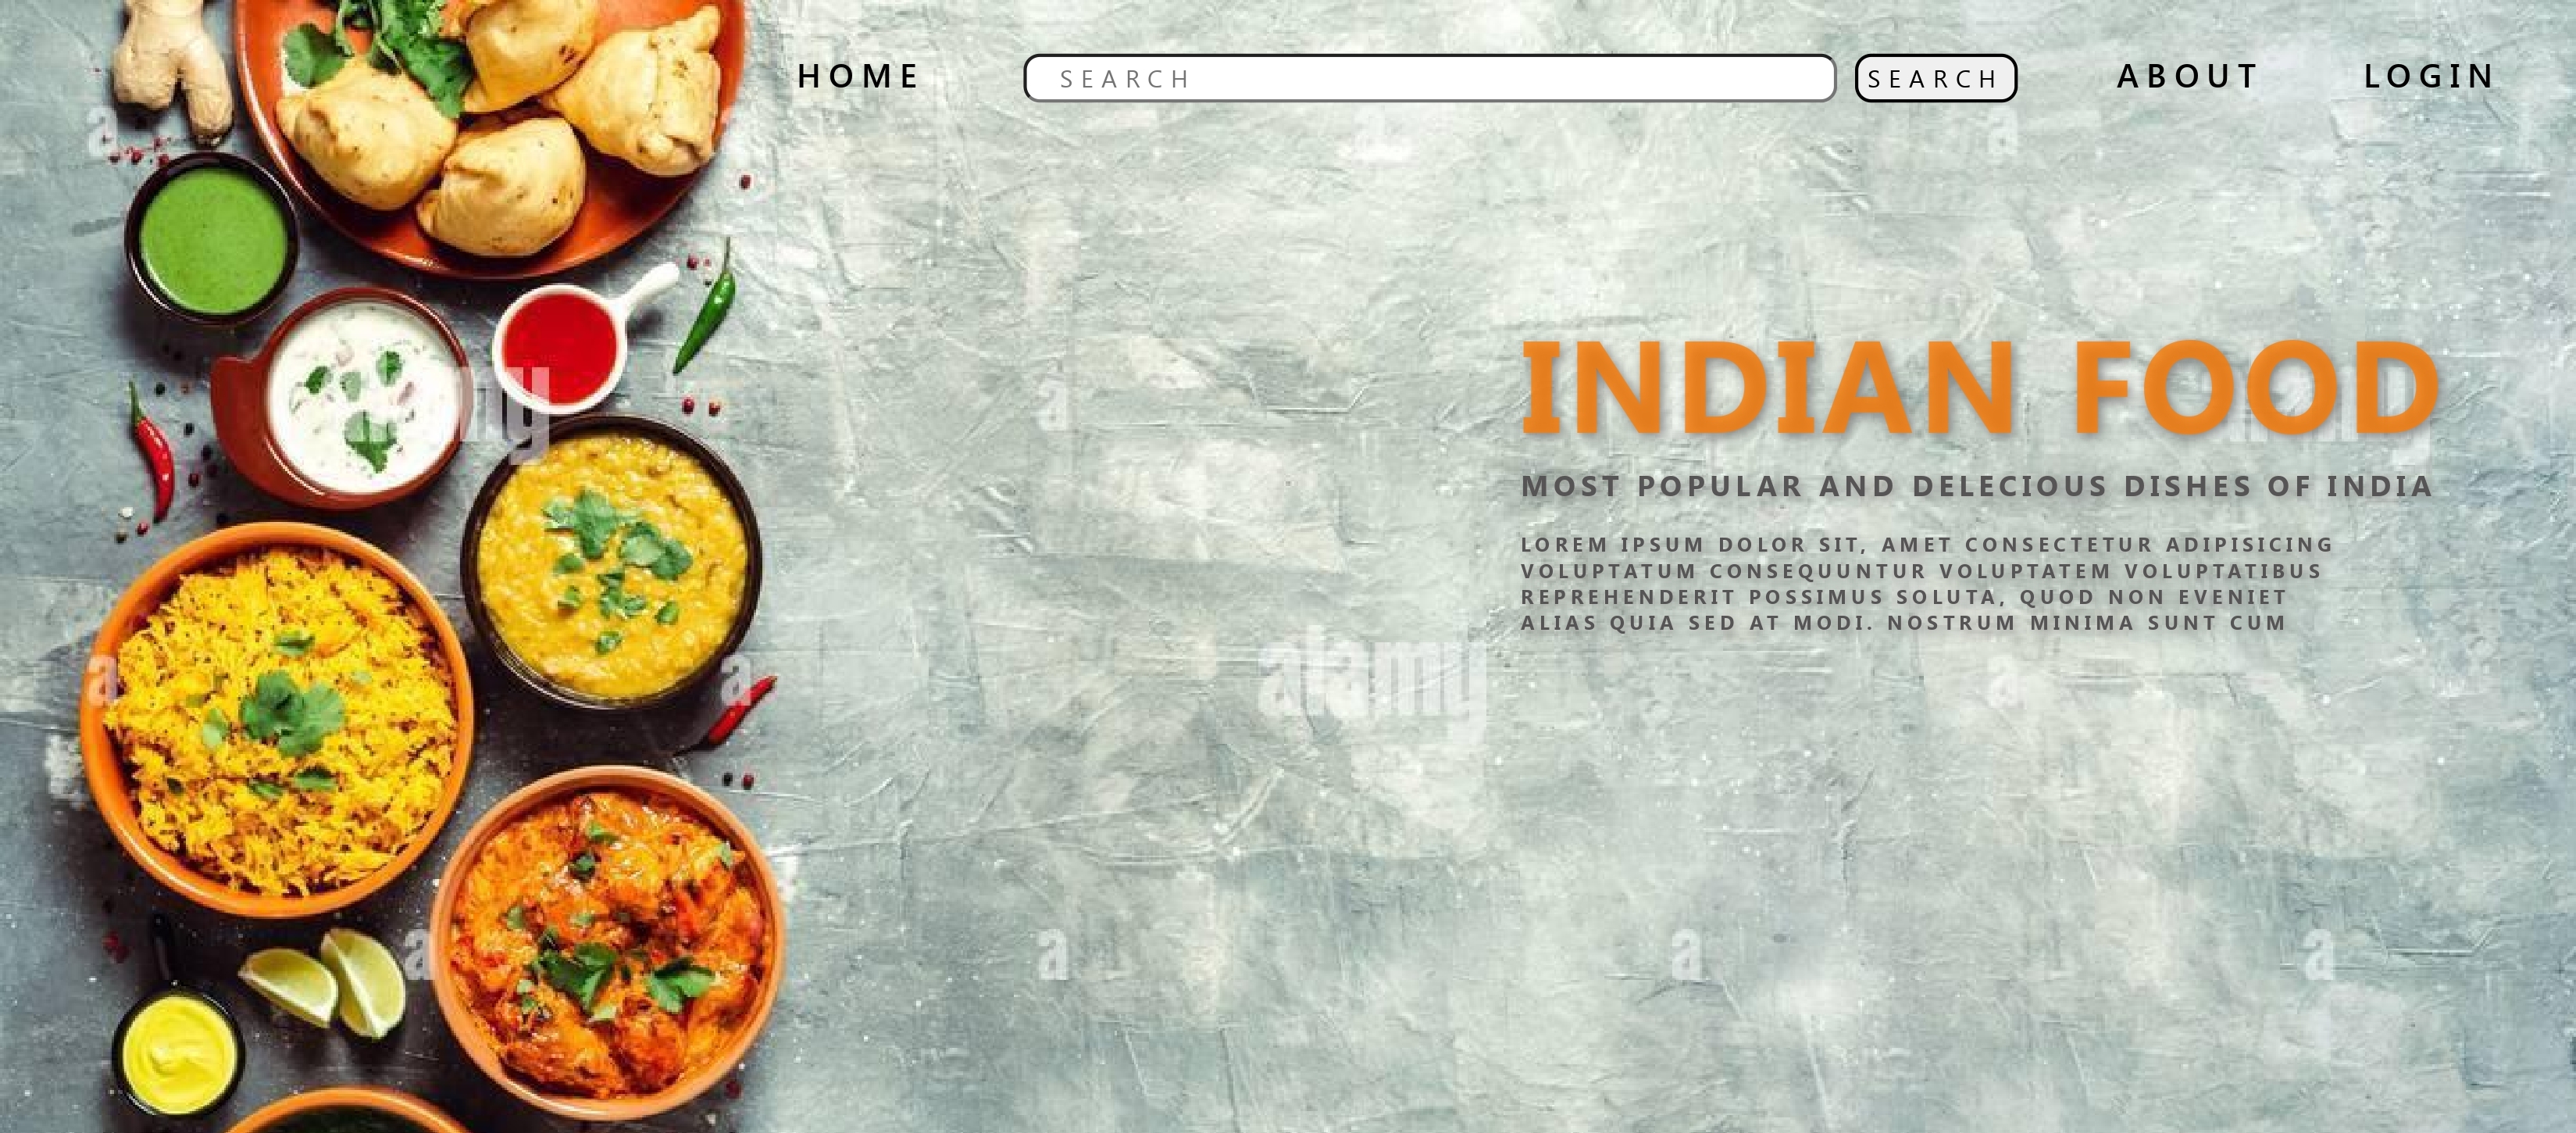 HOME
SEARCH
SEARCH
ABOUT
LOGIN
INDIAN FOOD
MOST POPULAR AND DELECIOUS DISHES OF INDIA
LOREM IPSUM DOLOR SIT, AMET CONSECTETUR ADIPISICING
VOLUPTATUM CONSEQUUNTUR VOLUPTATEM VOLUPTATIBUS
REPREHENDERIT POSSIMUS SOLUTA, QUOD NON EVENIET
ALIAS QUIA SED AT MODI. NOSTRUM MINIMA SUNT CUM
alamy